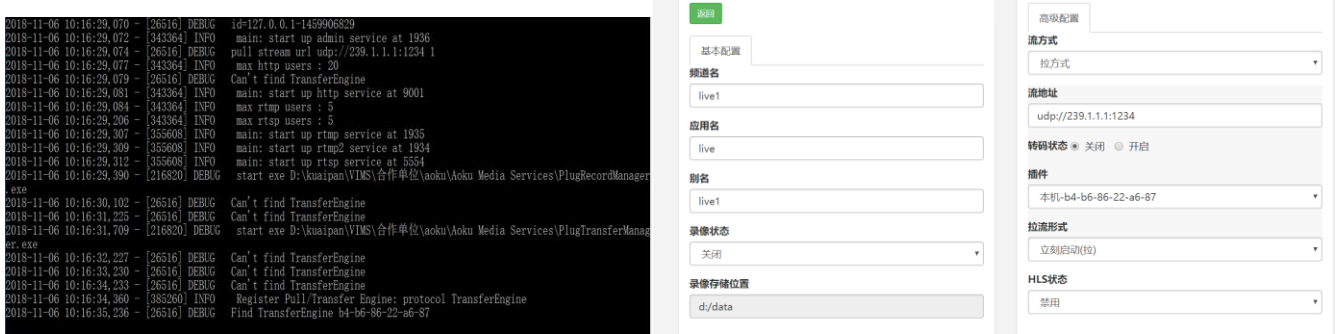 2018-11-06 10:16:29,070 - [26516] DEBUG id=127.0.0.1-1459906829
2018-11-06 10:16:29,072 - [343364] INFO main: start up admin service at 1936
2018-11-06 10:16:29,074 - [26516] DEBUG pull stream url udp://239.1.1.1:1234 1
2018-11-06 10:16:29,077 - [343364] INFO max http users : 20
2018-11-06 10:16:29,079 - [26516] DEBUG Can't find TransferEngine
2018-11-06 10:16:29,081 - [343364] INFO main: start up http service at 9001
2018-11-06 10:16:29,084 - [343364] INFO max rtmp users : 5
2018-11-06 10:16:29,206 - [343364] INFO max rtsp users : 5
2018-11-06 10:16:29,307 - [355608] INFO main: start up rtmp service at 1935
2018-11-06 10:16:29,309 - [355608] INFO main: start up rtmp2 service at 1934
2018-11-06 10:16:29,312 - [355608] INFO main: start up rtsp service at 5554
2018-11-06 10:16:29,390 - [216820] DEBUG start exe D:\kuaipan\VIMS\合作单位\aoku\Aoku Media Services\PlugRecordManager
.exe
2018-11-06 10:16:30,102 - [26516] DEBUG Can't find TransferEngine
2018-11-06 10:16:31,225 - [26516] DEBUG Can't find TransferEngine
2018-11-06 10:16:31,709 - [216820] DEBUG start exe D:\kuaipan\VIMS\合作单位\aoku\Aoku Media Services\PlugTransferManag
er.exe
2018-11-06 10:16:32,227 - [26516] DEBUG Can't find TransferEngine
2018-11-06 10:16:33,230 - [26516] DEBUG Can't find TransferEngine
2018-11-06 10:16:34,233 - [26516] DEBUG Can't find TransferEngine
2018-11-06 10:16:34,360 - [385260] INFO Register Pull/Transfer Engine: protocol TransferEngine
2018-11-06 10:16:35,236 - [26516] DEBUG Find TransferEngine b4-b6-86-22-a6-87
返回
基本配置
频道名
live1
应用名
live
别名
live1
录像状态
关闭
录像存储位置
d:/data
高级配置
流方式
拉方式
流地址
udp://239.1.1.1:1234
转码状态 关闭 开启
插件
本机-b4-b6-86-22-a6-87
拉流形式
立刻启动(拉)
HLS状态
禁用